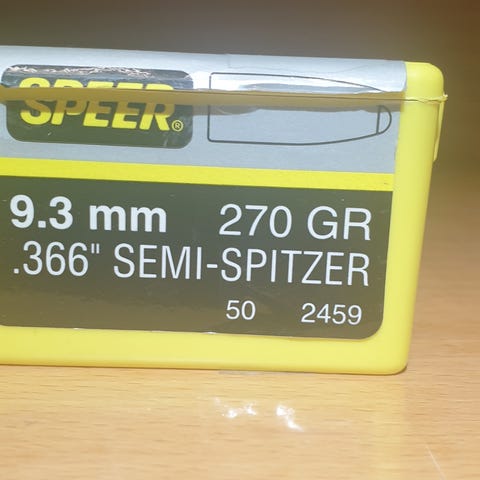 SPEER®
9.3 mm 270 GR
.366" SEMI-SPITZER
50 2459